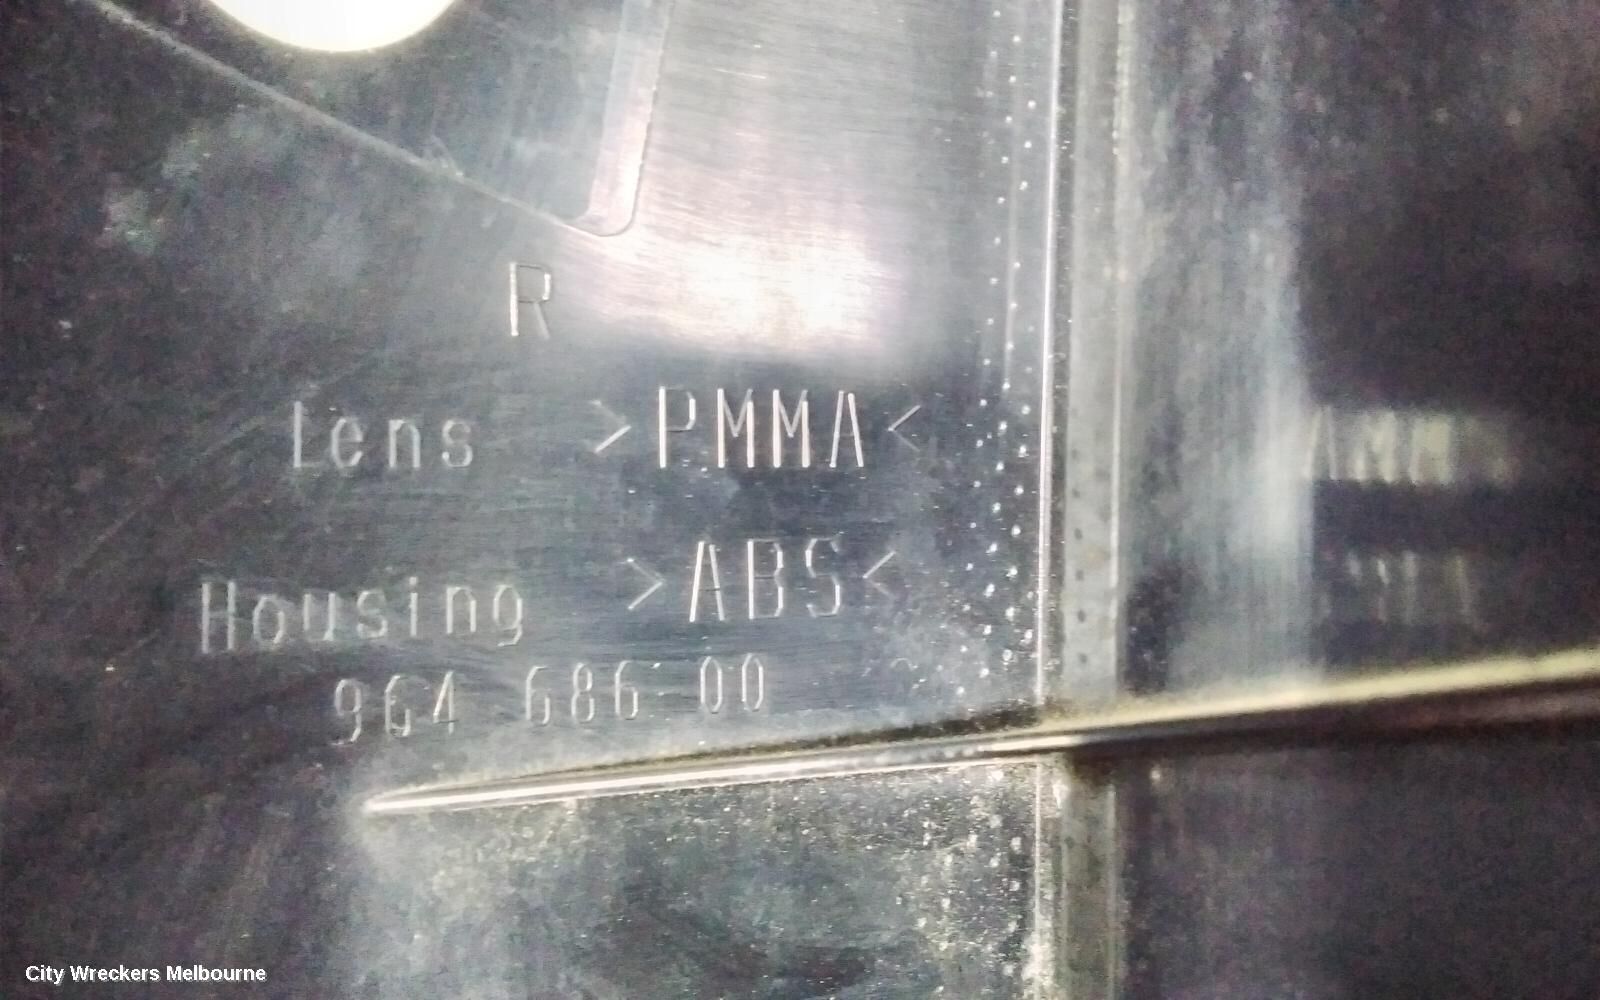 R
Lens >PMMA<
Housing >ABS<
964 686 00
City Wreckers Melbourne